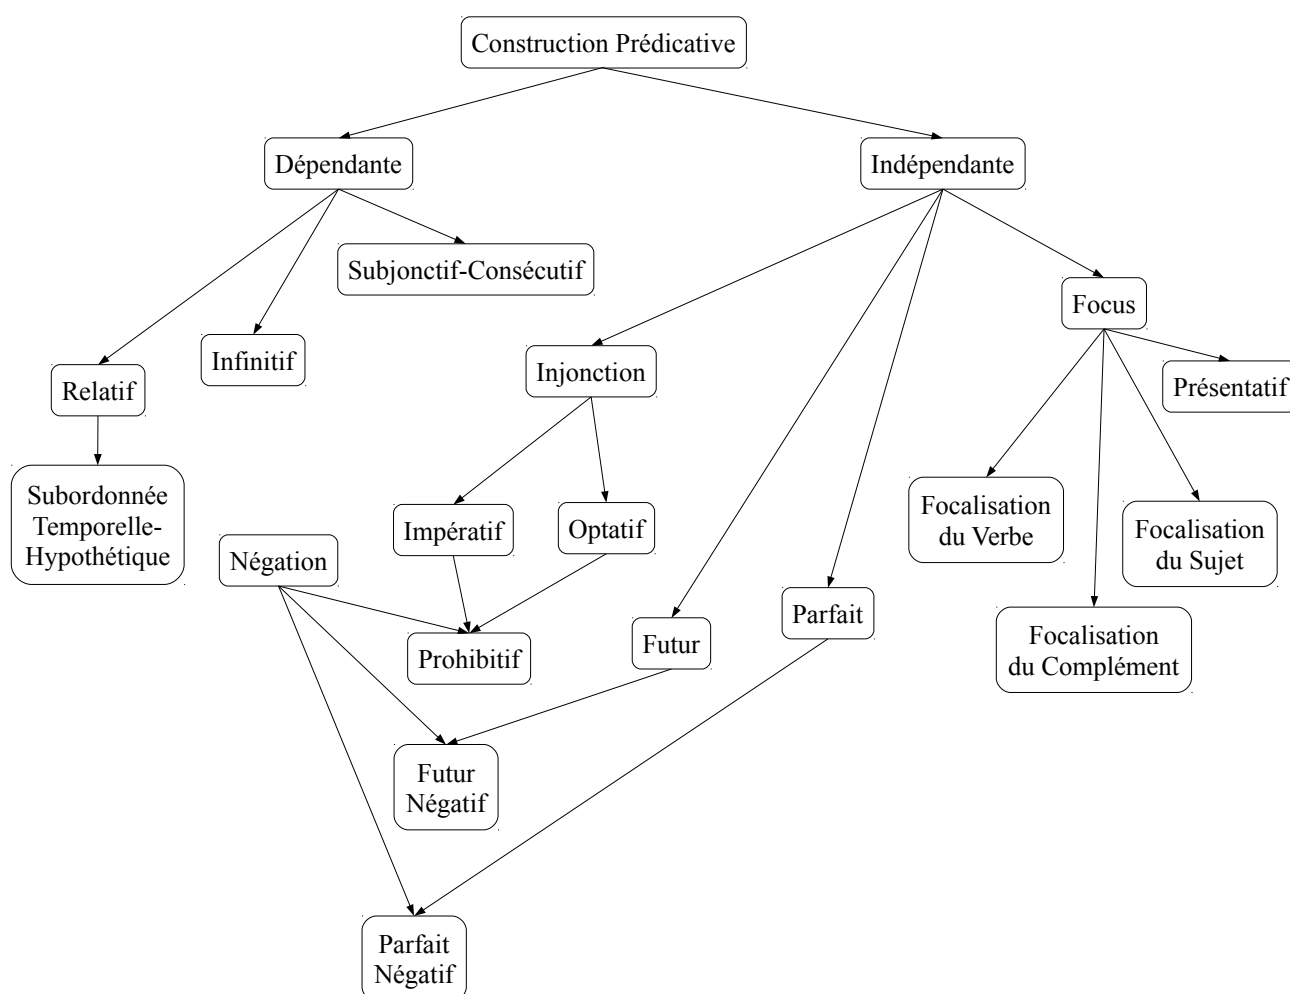 Construction Prédicative
Dépendante
Indépendante
Subjonctif-Consécutif
Focus
Infinitif
Injonction
Relatif
Présentatif
Subordonnée
Temporelle-
Hypothétique
Focalisation
du Verbe
Impératif
Optatif
Focalisation
du Sujet
Négation
Parfait
Futur
Prohibitif
Focalisation
du Complément
Futur
Négatif
Parfait
Négatif